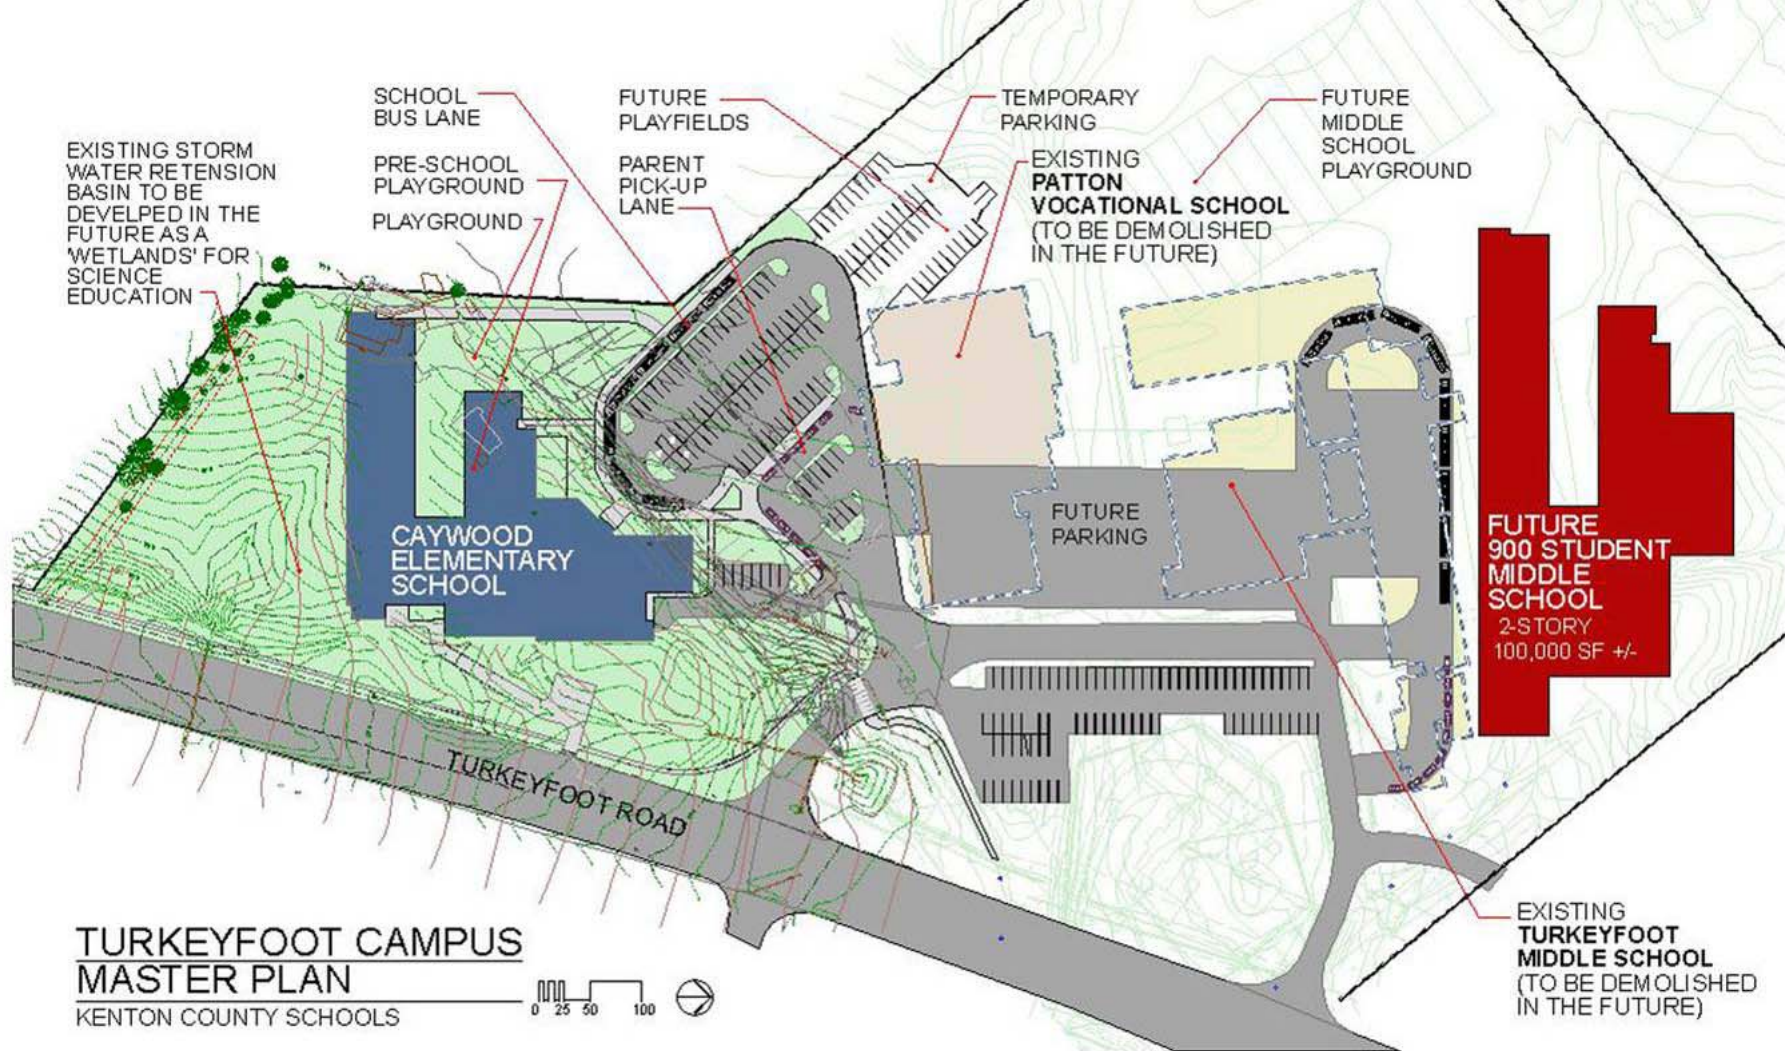 SCHOOL
BUS LANE
FUTURE
PLAYFIELDS
TEMPORARY
PARKING
FUTURE
MIDDLE
SCHOOL
PLAYGROUND
EXISTING STORM
WATER RETENSION
BASIN TO BE
DEVELPED IN THE
FUTURE AS A
'WETLANDS' FOR
SCIENCE
EDUCATION
PRE-SCHOOL
PLAYGROUND
PLAYGROUND
PARENT
PICK-UP
LANE
EXISTING
PATTON
VOCATIONAL SCHOOL
(TO BE DEMOLISHED
IN THE FUTURE)
CAYWOOD
ELEMENTARY
SCHOOL
FUTURE
PARKING
FUTURE
900 STUDENT
MIDDLE
SCHOOL
2-STORY
100,000 SF +/-
TURKEYFOOT ROAD
EXISTING
TURKEYFOOT
MIDDLE SCHOOL
(TO BE DEMOLISHED
IN THE FUTURE)
TURKEYFOOT CAMPUS
MASTER PLAN
KENTON COUNTY SCHOOLS
0 25 50 100